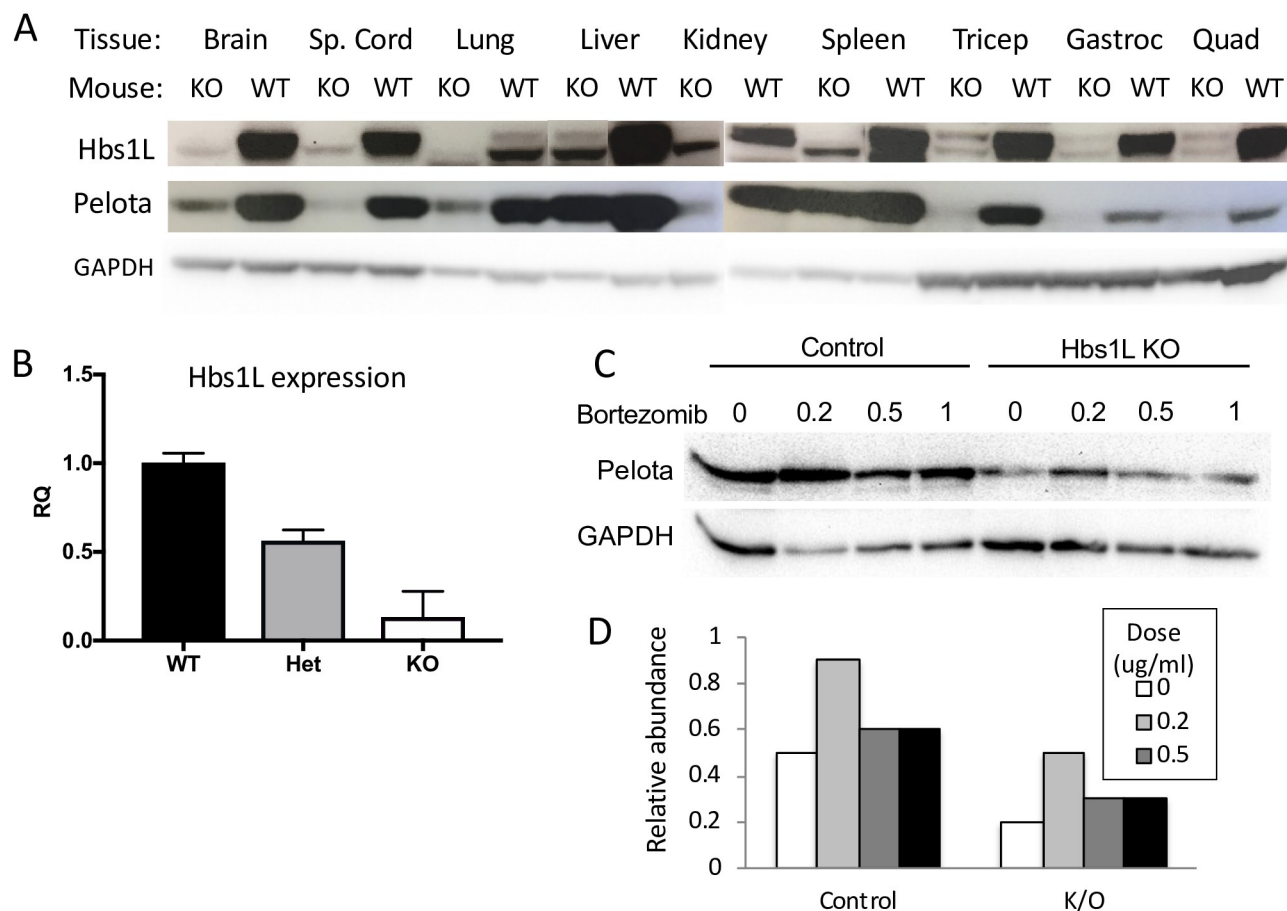 A
Tissue: Brain Sp. Cord Lung Liver Kidney Spleen Tricep Gastroc Quad
Mouse: KO WT KO WT KO WT KO WT KO WT KO WT KO WT KO WT KO WT
Hbs1L
Pelota
GAPDH
B
Hbs1L expression
1.5
1.0
0.5
0.0
RQ
WT Het KO
C
Control Hbs1L KO
Bortezomib 0 0.2 0.5 1 0 0.2 0.5 1
Pelota
GAPDH
D
Relative abundance
1
0.8
0.6
0.4
0.2
0
Control K/O
Dose
(ug/ml)
0
0.2
0.5